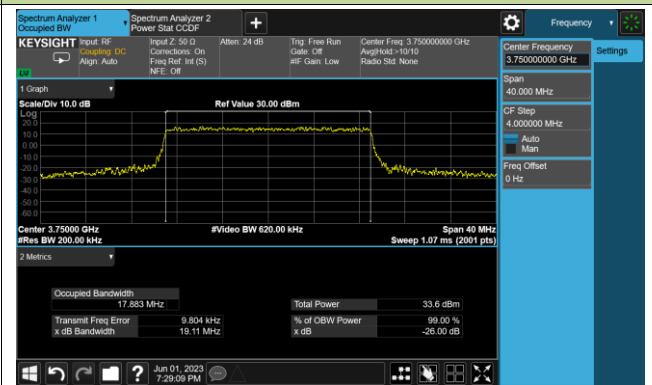 Spectrum Analyzer 1
Occupied BW
Spectrum Analyzer 2
Power Stat CCDF
+
Frequency
KEYSIGHT
Input: RF
Coupling: DC
Align: Auto
Input Z: 50 Ω
Corrections: On
Freq Ref: Int (S)
NFE: Off
Atten: 24 dB
Trig: Free Run
Gate: Off
#IF Gain: Low
Center Freq: 3.750000000 GHz
Avg|Hold:>10/10
Radio Std: None
LVI
Center Frequency
3.750000000 GHz
Settings
Span
40.000 MHz
CF Step
4.000000 MHz
Auto
Man
Freq Offset
0 Hz
1 Graph
Scale/Div 10.0 dB
Ref Value 30.00 dBm
Log
20.0
10.0
0.00
-10.0
-20.0
-30.0
-40.0
-50.0
-60.0
Center 3.75000 GHz
#Video BW 620.00 kHz
Span 40 MHz
#Res BW 200.00 kHz
Sweep 1.07 ms (2001 pts)
2 Metrics
Occupied Bandwidth
17.883 MHz
Total Power 33.6 dBm
Transmit Freq Error 9.804 kHz
% of OBW Power 99.00 %
x dB Bandwidth 19.11 MHz
x dB -26.00 dB
?
Jun 01, 2023
7:29:09 PM